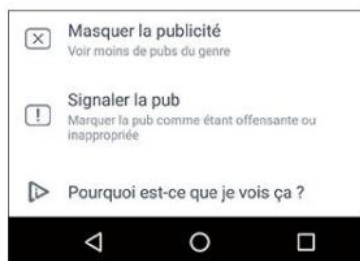 Masquer la publicité
Voir moins de pubs du genre
Signaler la pub
Marquer la pub comme étant offensante ou
inappropriée
Pourquoi est-ce que je vois ça ?